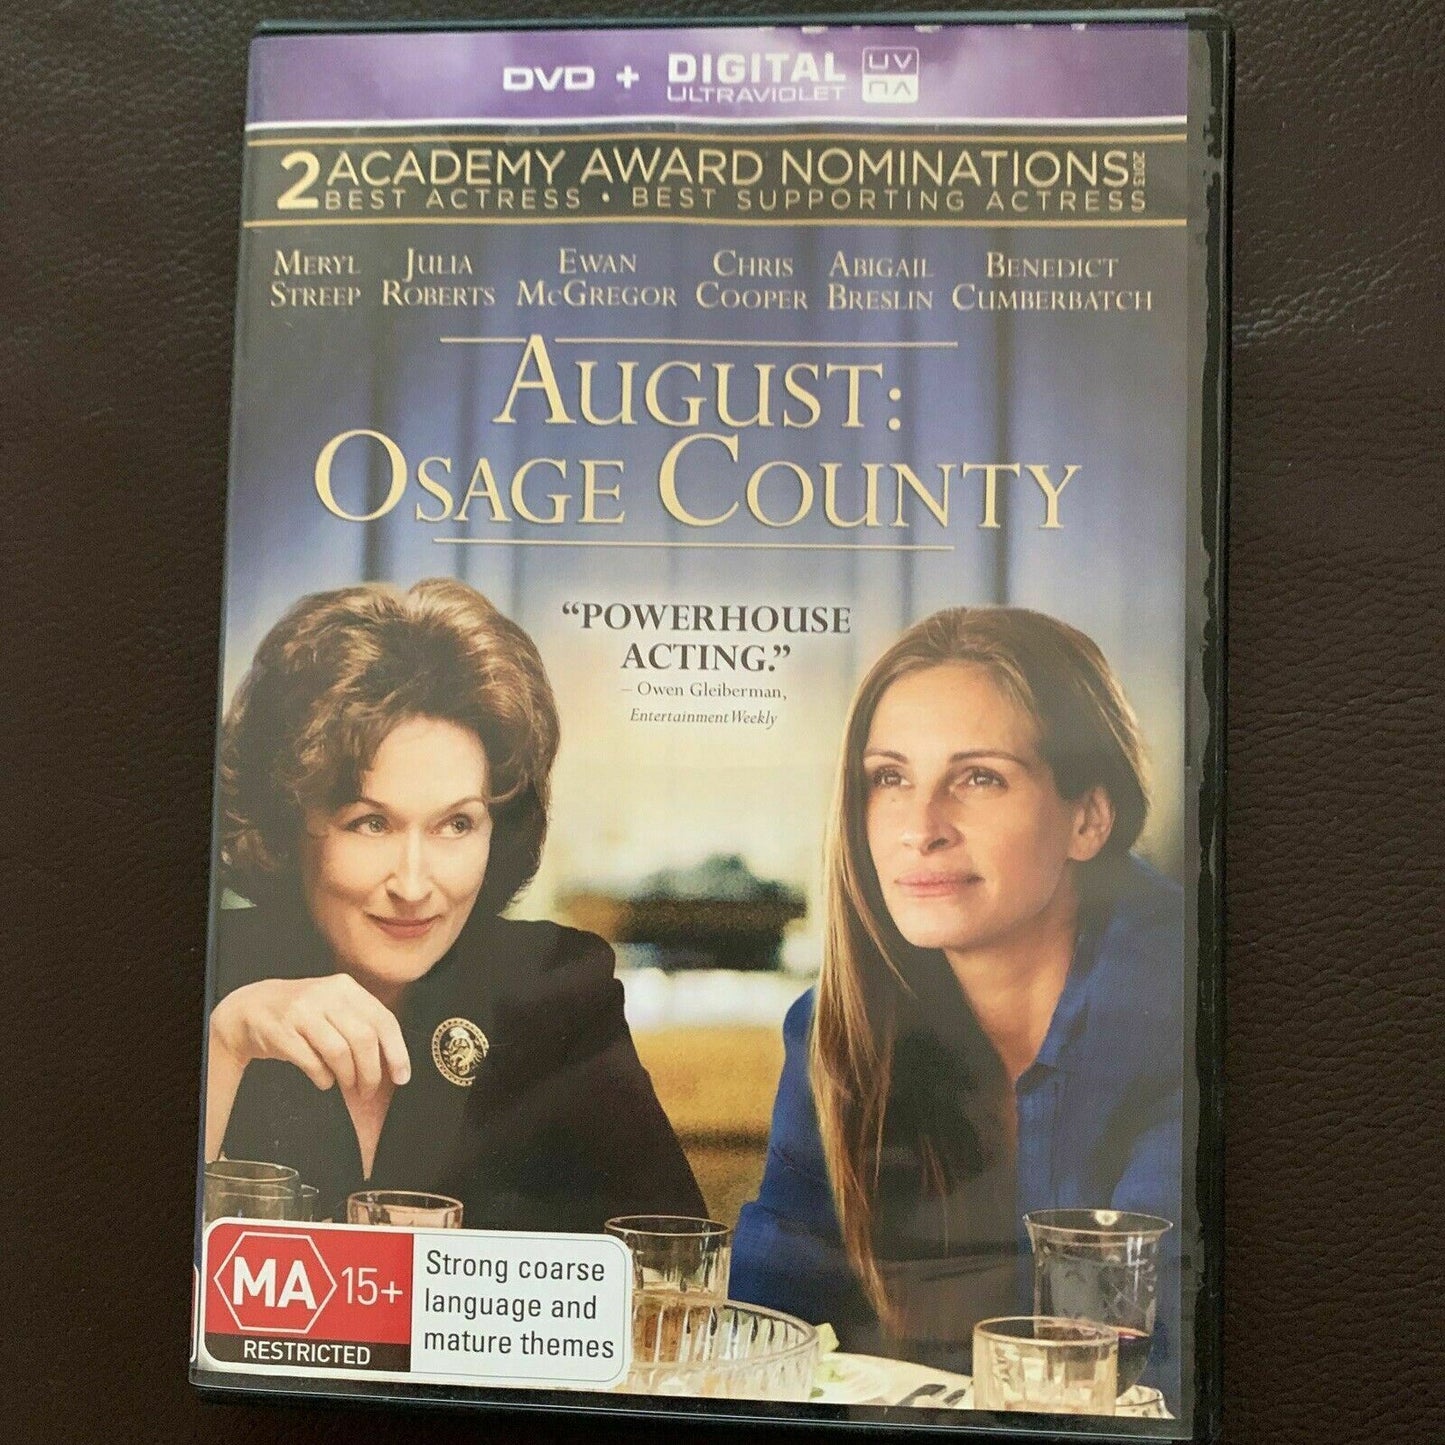 DVD + DIGITAL ULTRAVIOLET UV
2 ACADEMY AWARD NOMINATIONS 2013
BEST ACTRESS • BEST SUPPORTING ACTRESS
MERYL STREEP JULIA ROBERTS EWAN McGREGOR CHRIS COOPER ABIGAIL BRESLIN BENEDICT CUMBERBATCH
AUGUST:
OSAGE COUNTY
“POWERHOUSE
ACTING.”
– Owen Gleiberman,
Entertainment Weekly
MA 15+
RESTRICTED
Strong coarse
language and
mature themes